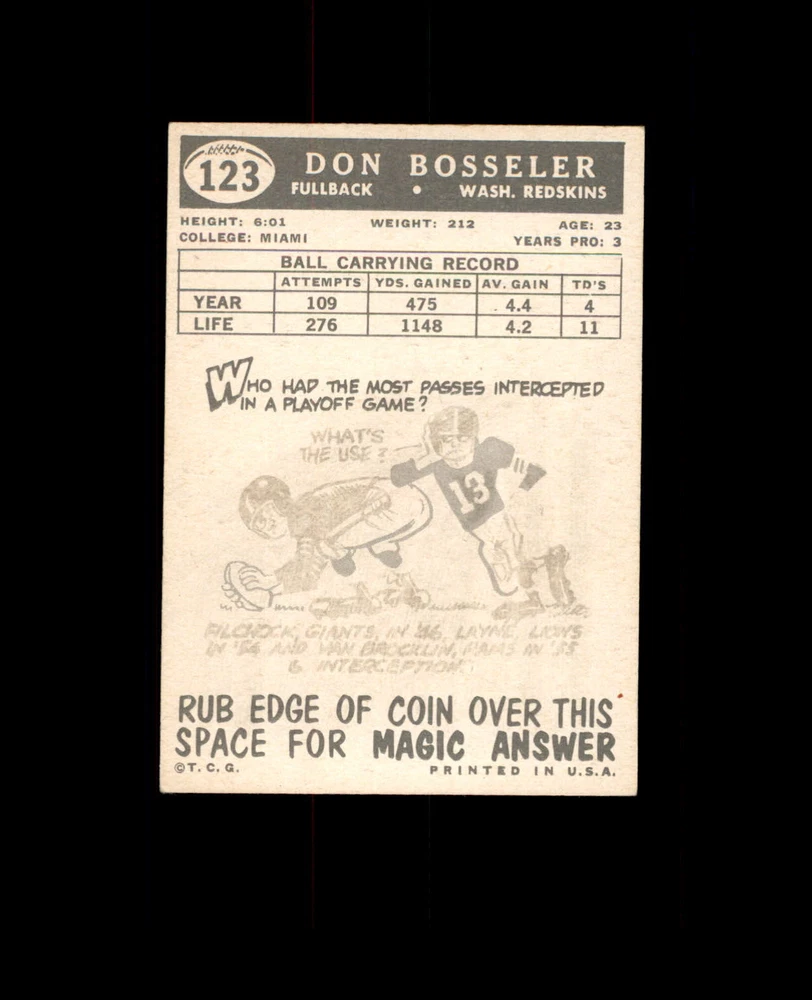 123
DON BOSSELER
FULLBACK • WASH. REDSKINS
HEIGHT: 6:01 WEIGHT: 212 AGE: 23
COLLEGE: MIAMI YEARS PRO: 3
BALL CARRYING RECORD
ATTEMPTS YDS. GAINED AV. GAIN TD'S
YEAR 109 475 4.4 4
LIFE 276 1148 4.2 11
WHO HAD THE MOST PASSES INTERCEPTED
IN A PLAYOFF GAME?
WHAT'S
THE USE?
13
FILCHOCK, GIANTS, IN '46, LAYNE, LIONS
IN '54 AND VAN BROCKLIN, RAMS IN '55
6 INTERCEPTIONS
RUB EDGE OF COIN OVER THIS
SPACE FOR MAGIC ANSWER
©T.C.G. PRINTED IN U.S.A.